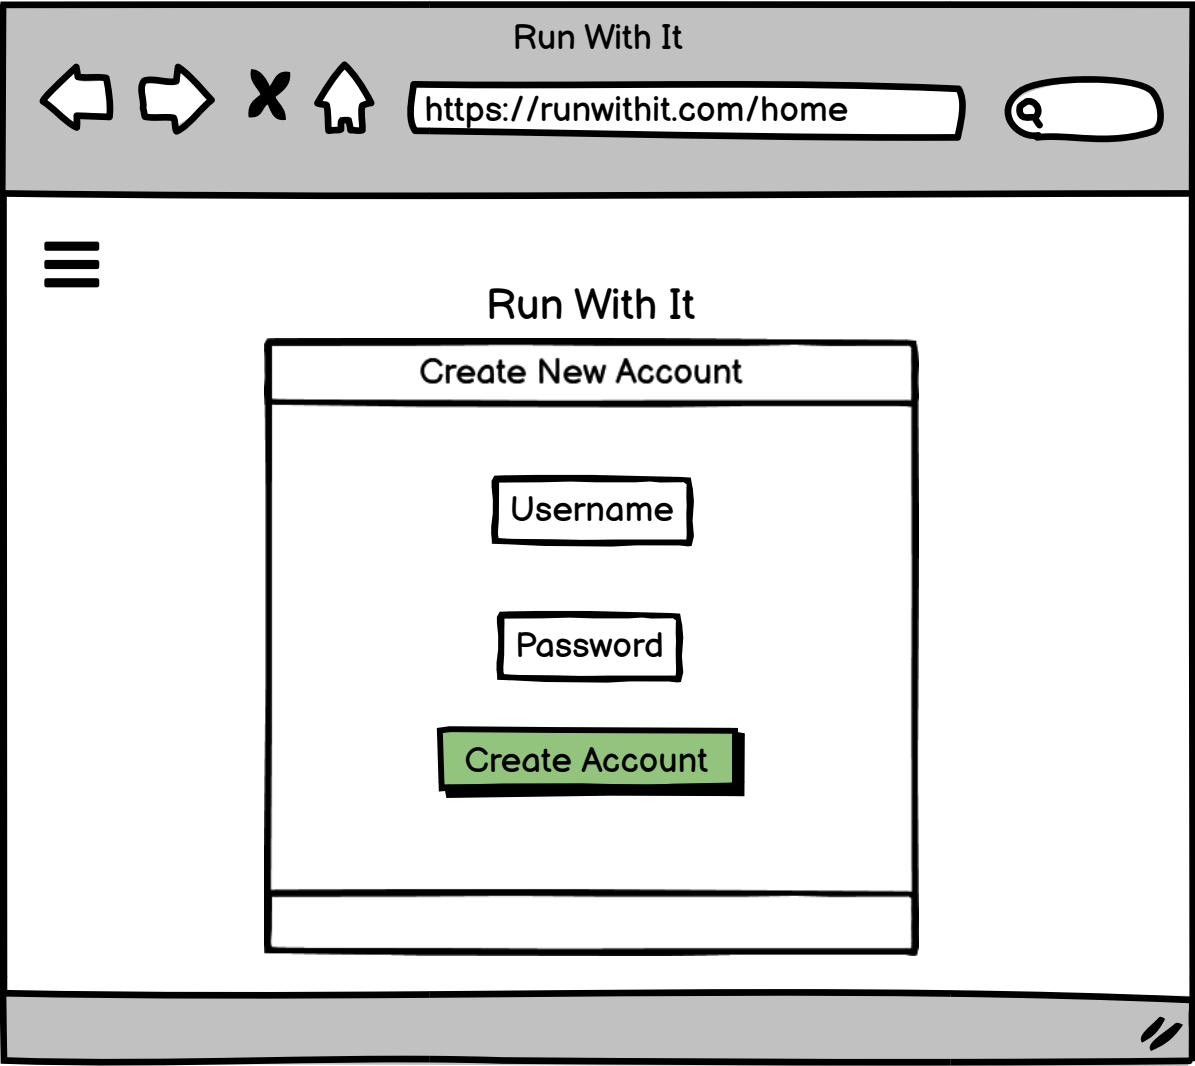 Run With It
https://runwithit.com/home
Run With It
Create New Account
Username
Password
Create Account